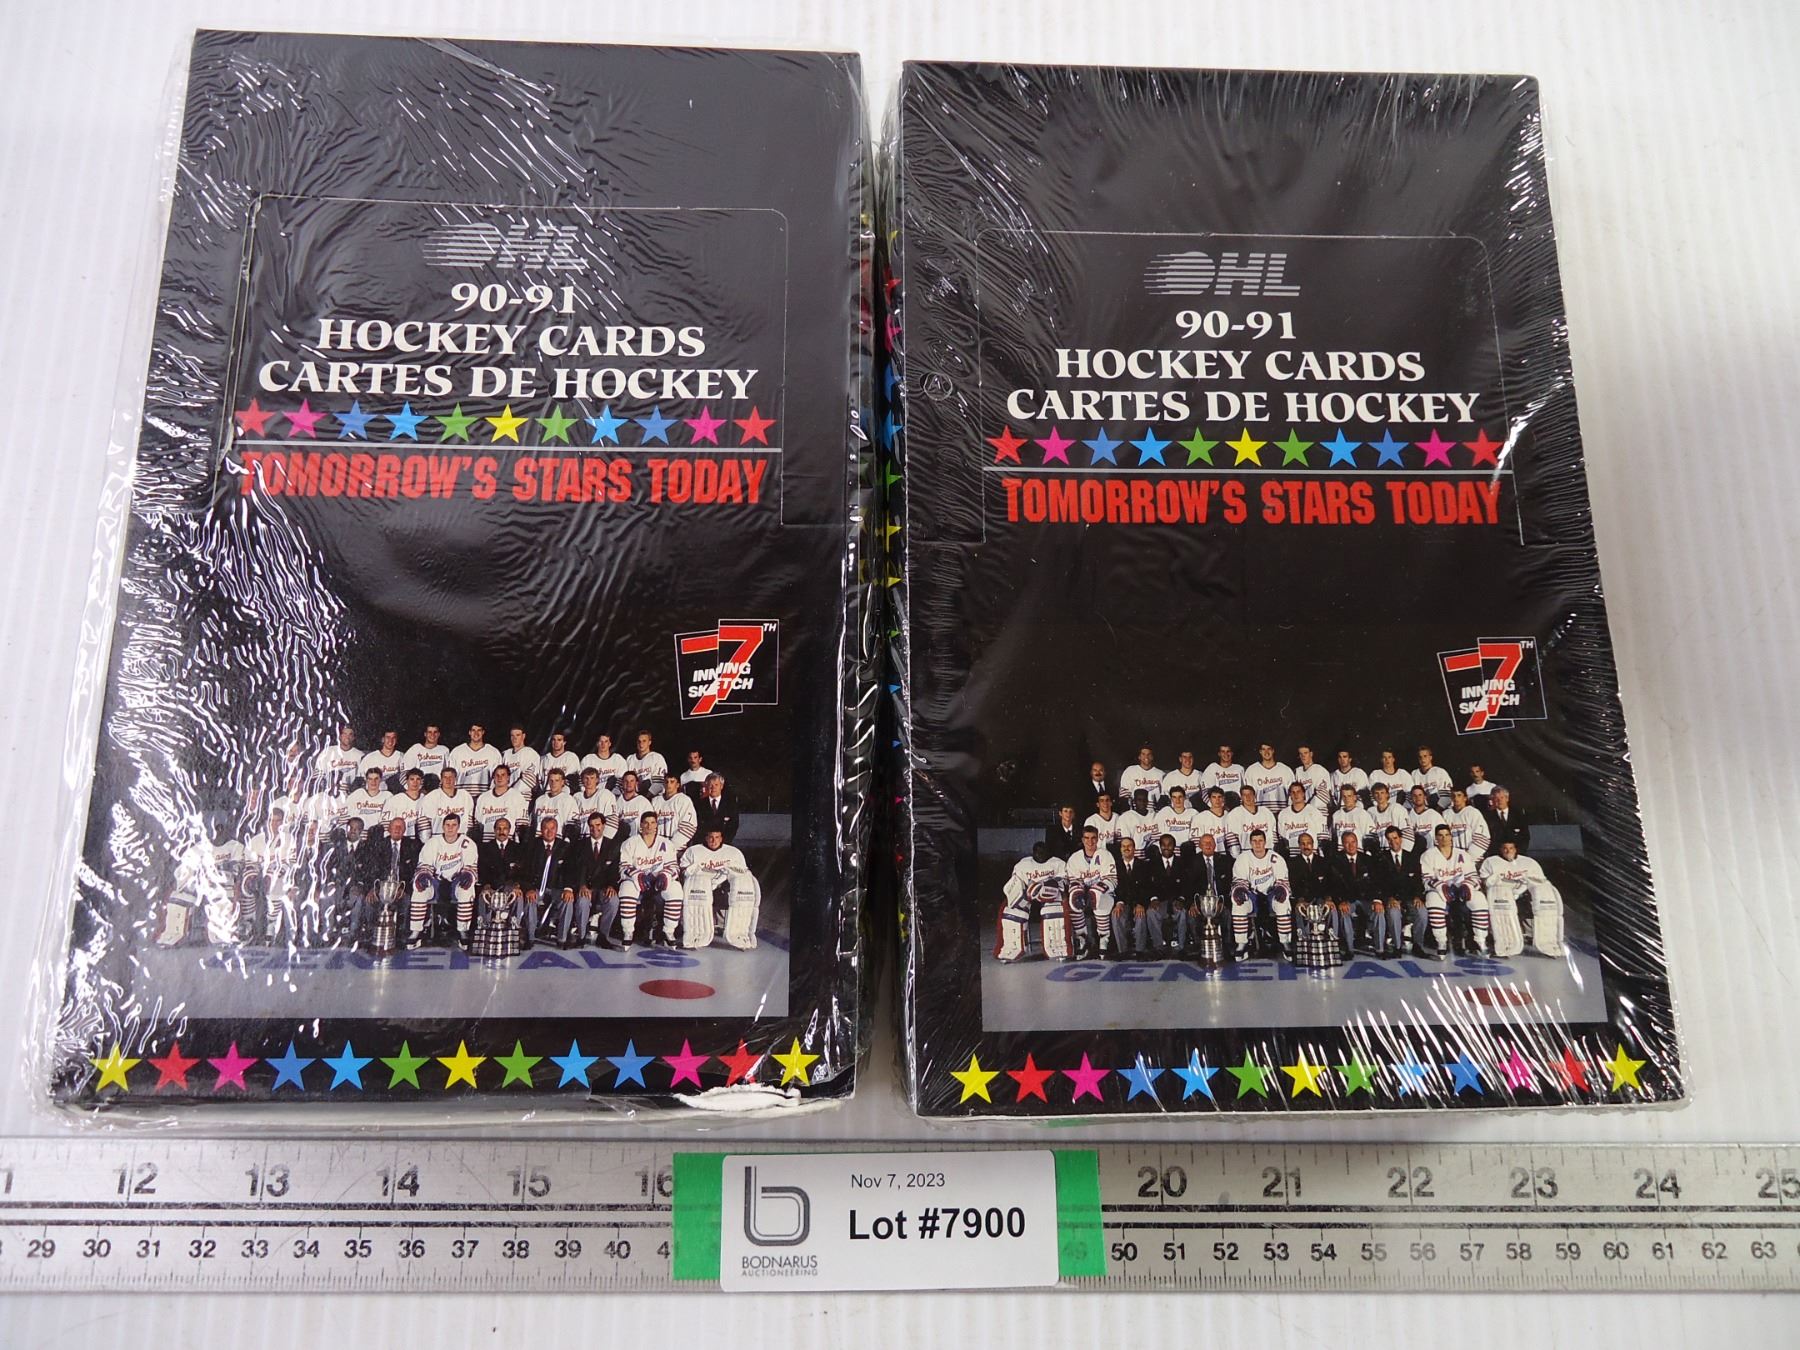 OHL
90-91
HOCKEY CARDS
CARTES DE HOCKEY
TOMORROW'S STARS TODAY
7TH
INNING
SKETCH
GENERALS
OHL
90-91
HOCKEY CARDS
CARTES DE HOCKEY
TOMORROW'S STARS TODAY
7TH
INNING
SKETCH
GENERALS
12 13 14 15 16 20 21 22 23 24 25
29 30 31 32 33 34 35 36 37 38 39 40 49 50 51 52 53 54 55 56 57 58 59 60 61 62 63
b
BODNARUS
AUCTIONEERING
Nov 7, 2023
Lot #7900